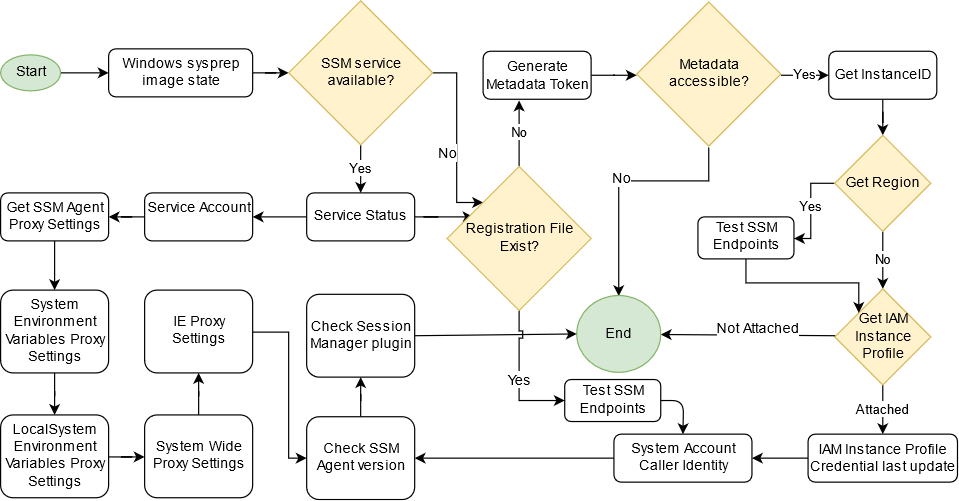 Start
Windows sysprep
image state
SSM service
available?
No
Yes
Generate
Metadata Token
No
Metadata
accessible?
Yes
Get InstanceID
No
Get Region
Yes
No
Test SSM
Endpoints
Get SSM Agent
Proxy Settings
Service Account
Service Status
Registration File
Exist?
System
Environment
Variables Proxy
Settings
IE Proxy
Settings
Check Session
Manager plugin
End
Not Attached
Get IAM
Instance
Profile
Yes
Test SSM
Endpoints
Attached
LocalSystem
Environment
Variables Proxy
Settings
System Wide
Proxy Settings
Check SSM
Agent version
System Account
Caller Identity
IAM Instance Profile
Credential last update